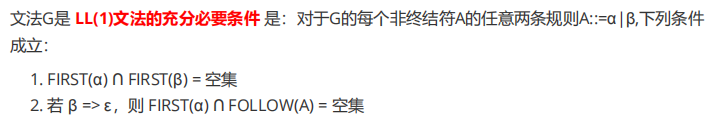 文法G是 LL(1)文法的充分必要条件 是：对于G的每个非终结符A的任意两条规则A::=α|β,下列条件
成立：
1. FIRST(α) ∩ FIRST(β) = 空集
2. 若 β => ε，则 FIRST(α) ∩ FOLLOW(A) = 空集